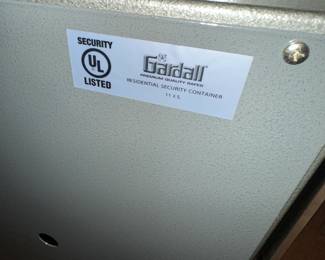 SECURITY
UL
LISTED
Gardall
PREMIUM QUALITY SAFES
RESIDENTIAL SECURITY CONTAINER